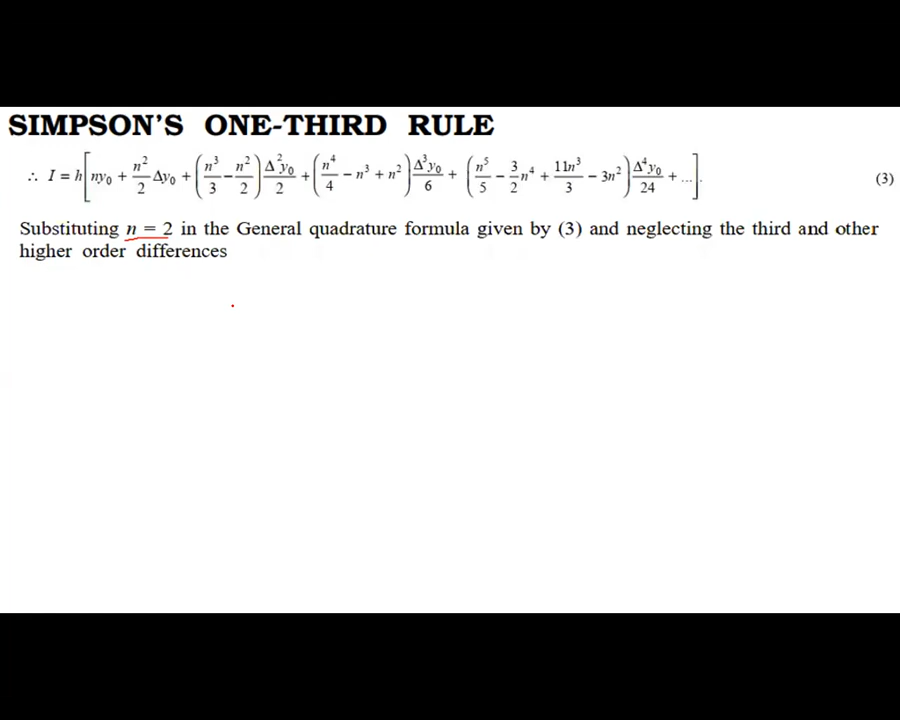 SIMPSON'S ONE-THIRD RULE
∴ I = h[ny₀ + n²/2 Δy₀ + (n³/3 − n²/2) Δ²y₀/2 + (n⁴/4 − n³ + n²) Δ³y₀/6 + (n⁵/5 − 3/2 n⁴ + 11n³/3 − 3n²) Δ⁴y₀/24 + ...]. (3)
Substituting n = 2 in the General quadrature formula given by (3) and neglecting the third and other
higher order differences